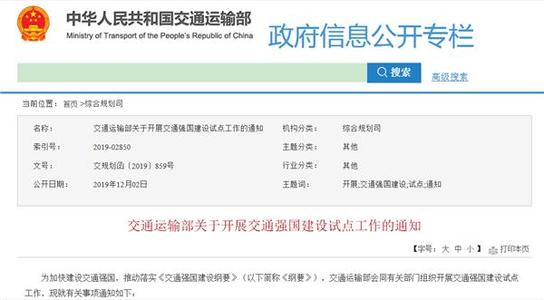 中华人民共和国交通运输部
Ministry of Transport of the People's Republic of China
政府信息公开专栏
搜索
高级搜索
当前位置： 首页 >综合规划司
名称： 交通运输部关于开展交通强国建设试点工作的通知 机构分类： 综合规划司
索引号： 2019-02850 主题分类： 其他
文号： 交规划函〔2019〕859号 行业分类： 其他
公开日期： 2019年12月02日 主题词： 开展;交通强国建设;试点;通知
交通运输部关于开展交通强国建设试点工作的通知
【字号：大 中 小 】 打印本页
为加快建设交通强国，推动落实《交通强国建设纲要》（以下简称《纲要》），交通运输部会同有关部门组织开展交通强国建设试点
工作，现就有关事项通知如下：